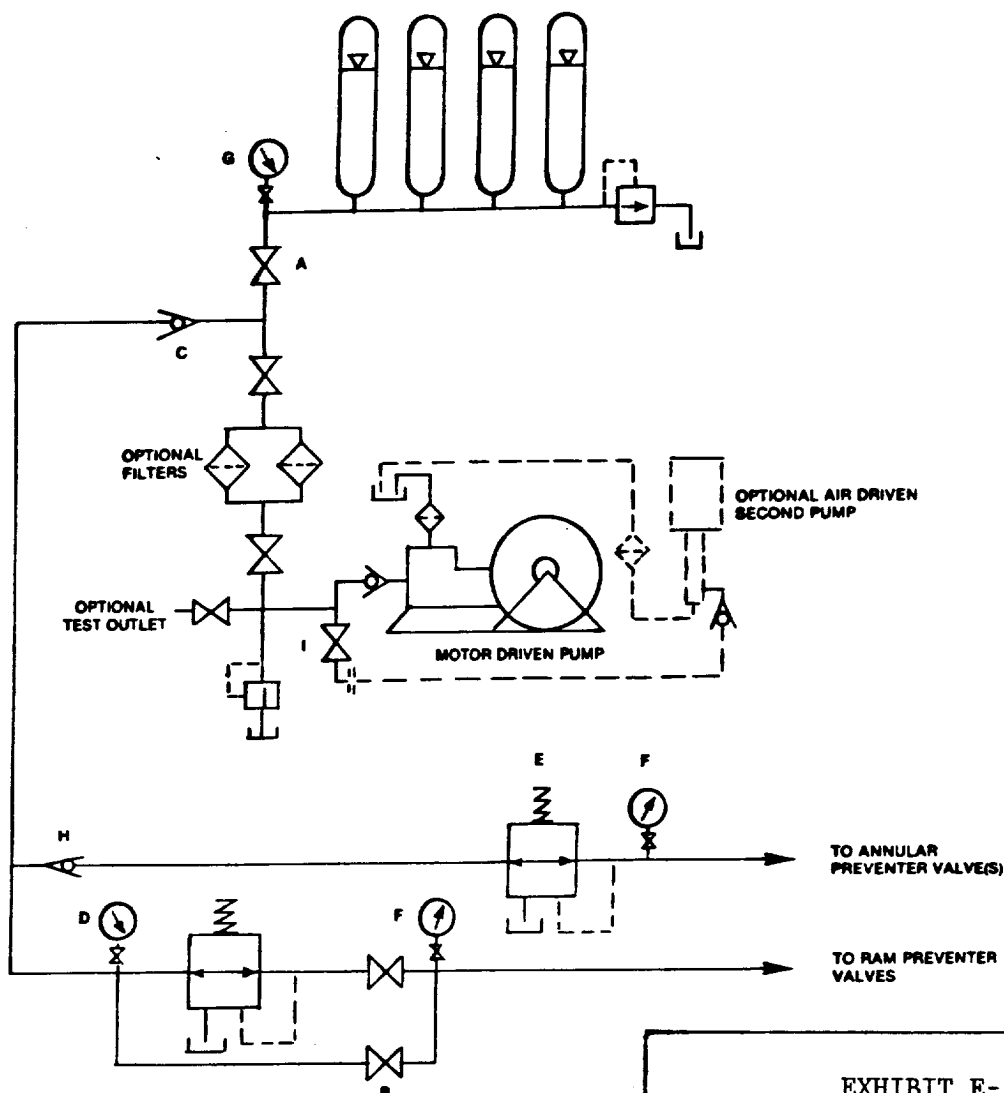 G
A
C
OPTIONAL
FILTERS
OPTIONAL AIR DRIVEN
SECOND PUMP
OPTIONAL
TEST OUTLET
I
MOTOR DRIVEN PUMP
E
F
H
TO ANNULAR
PREVENTER VALVE(S)
D
F
TO RAM PREVENTER
VALVES
EXHIBIT E-